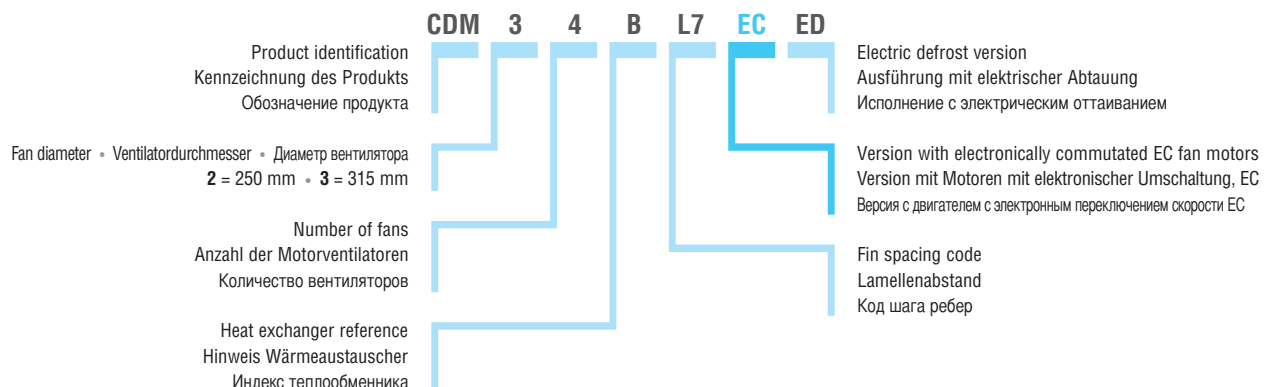 CDM 3 4 B L7 EC ED
Product identification
Kennzeichnung des Produkts
Обозначение продукта
Fan diameter • Ventilatordurchmesser • Диаметр вентилятора
2 = 250 mm • 3 = 315 mm
Number of fans
Anzahl der Motorventilatoren
Количество вентиляторов
Heat exchanger reference
Hinweis Wärmeaustauscher
Индекс теплообменника
Electric defrost version
Ausführung mit elektrischer Abtauung
Исполнение с электрическим оттаиванием
Version with electronically commutated EC fan motors
Version mit Motoren mit elektronischer Umschaltung, EC
Версия с двигателем с электронным переключением скорости EC
Fin spacing code
Lamellenabstand
Код шага ребер